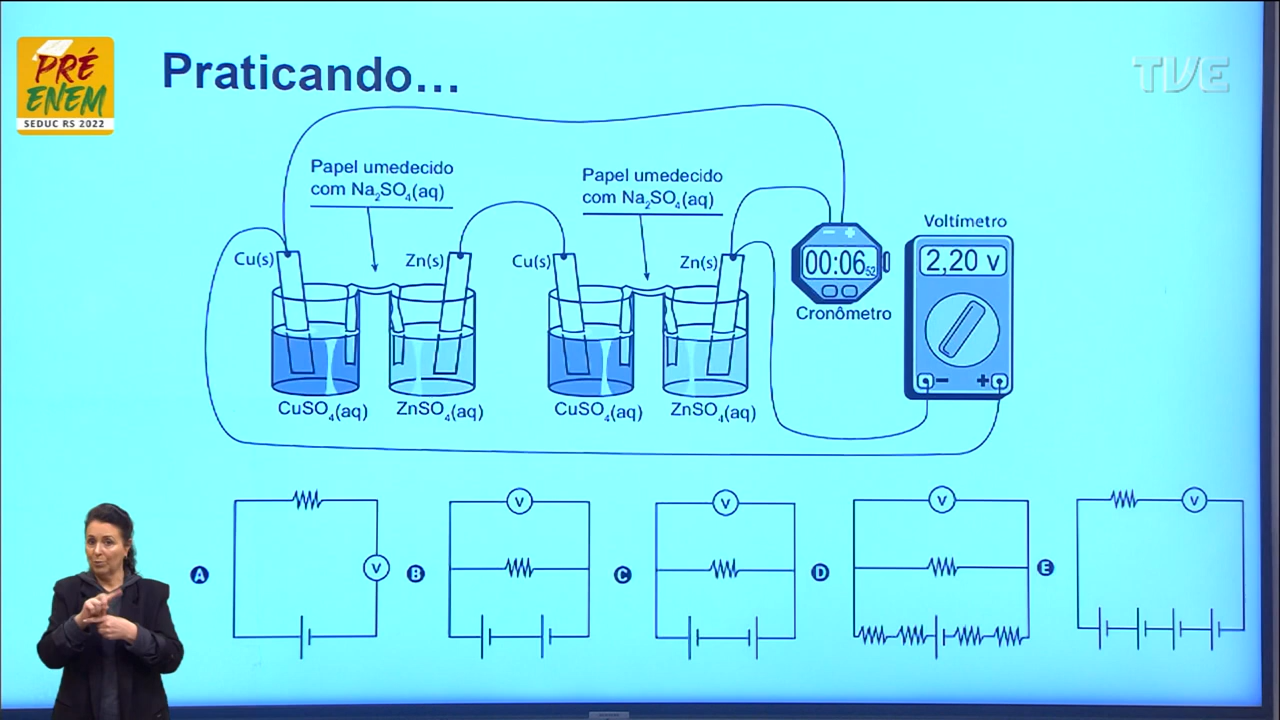 PRÉ
ENEM
SEDUC RS 2022
Praticando...
TVE
Papel umedecido
com Na₂SO₄(aq)
Papel umedecido
com Na₂SO₄(aq)
Cu(s)
Zn(s)
Cu(s)
Zn(s)
CuSO₄(aq)
ZnSO₄(aq)
CuSO₄(aq)
ZnSO₄(aq)
00:06 52
Cronômetro
Voltímetro
2,20 v
A
V
B
V
C
V
D
V
E
V